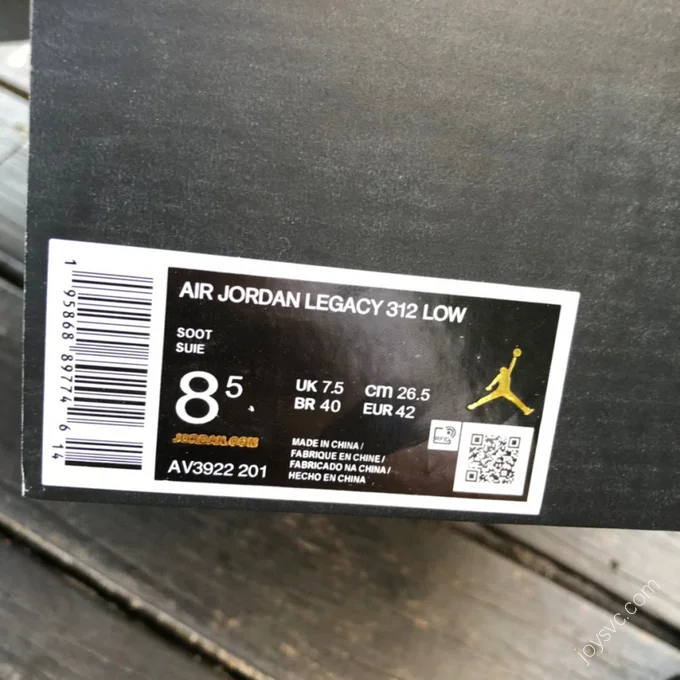 AIR JORDAN LEGACY 312 LOW
SOOT
SUIE
8 5
UK 7.5 cm 26.5
BR 40 EUR 42
JORDAN.COM
AV3922 201
MADE IN CHINA /
FABRIQUE EN CHINE /
FABRICADO NA CHINA /
HECHO EN CHINA
RFID
1 95868 89774 6 14
joysvc.com